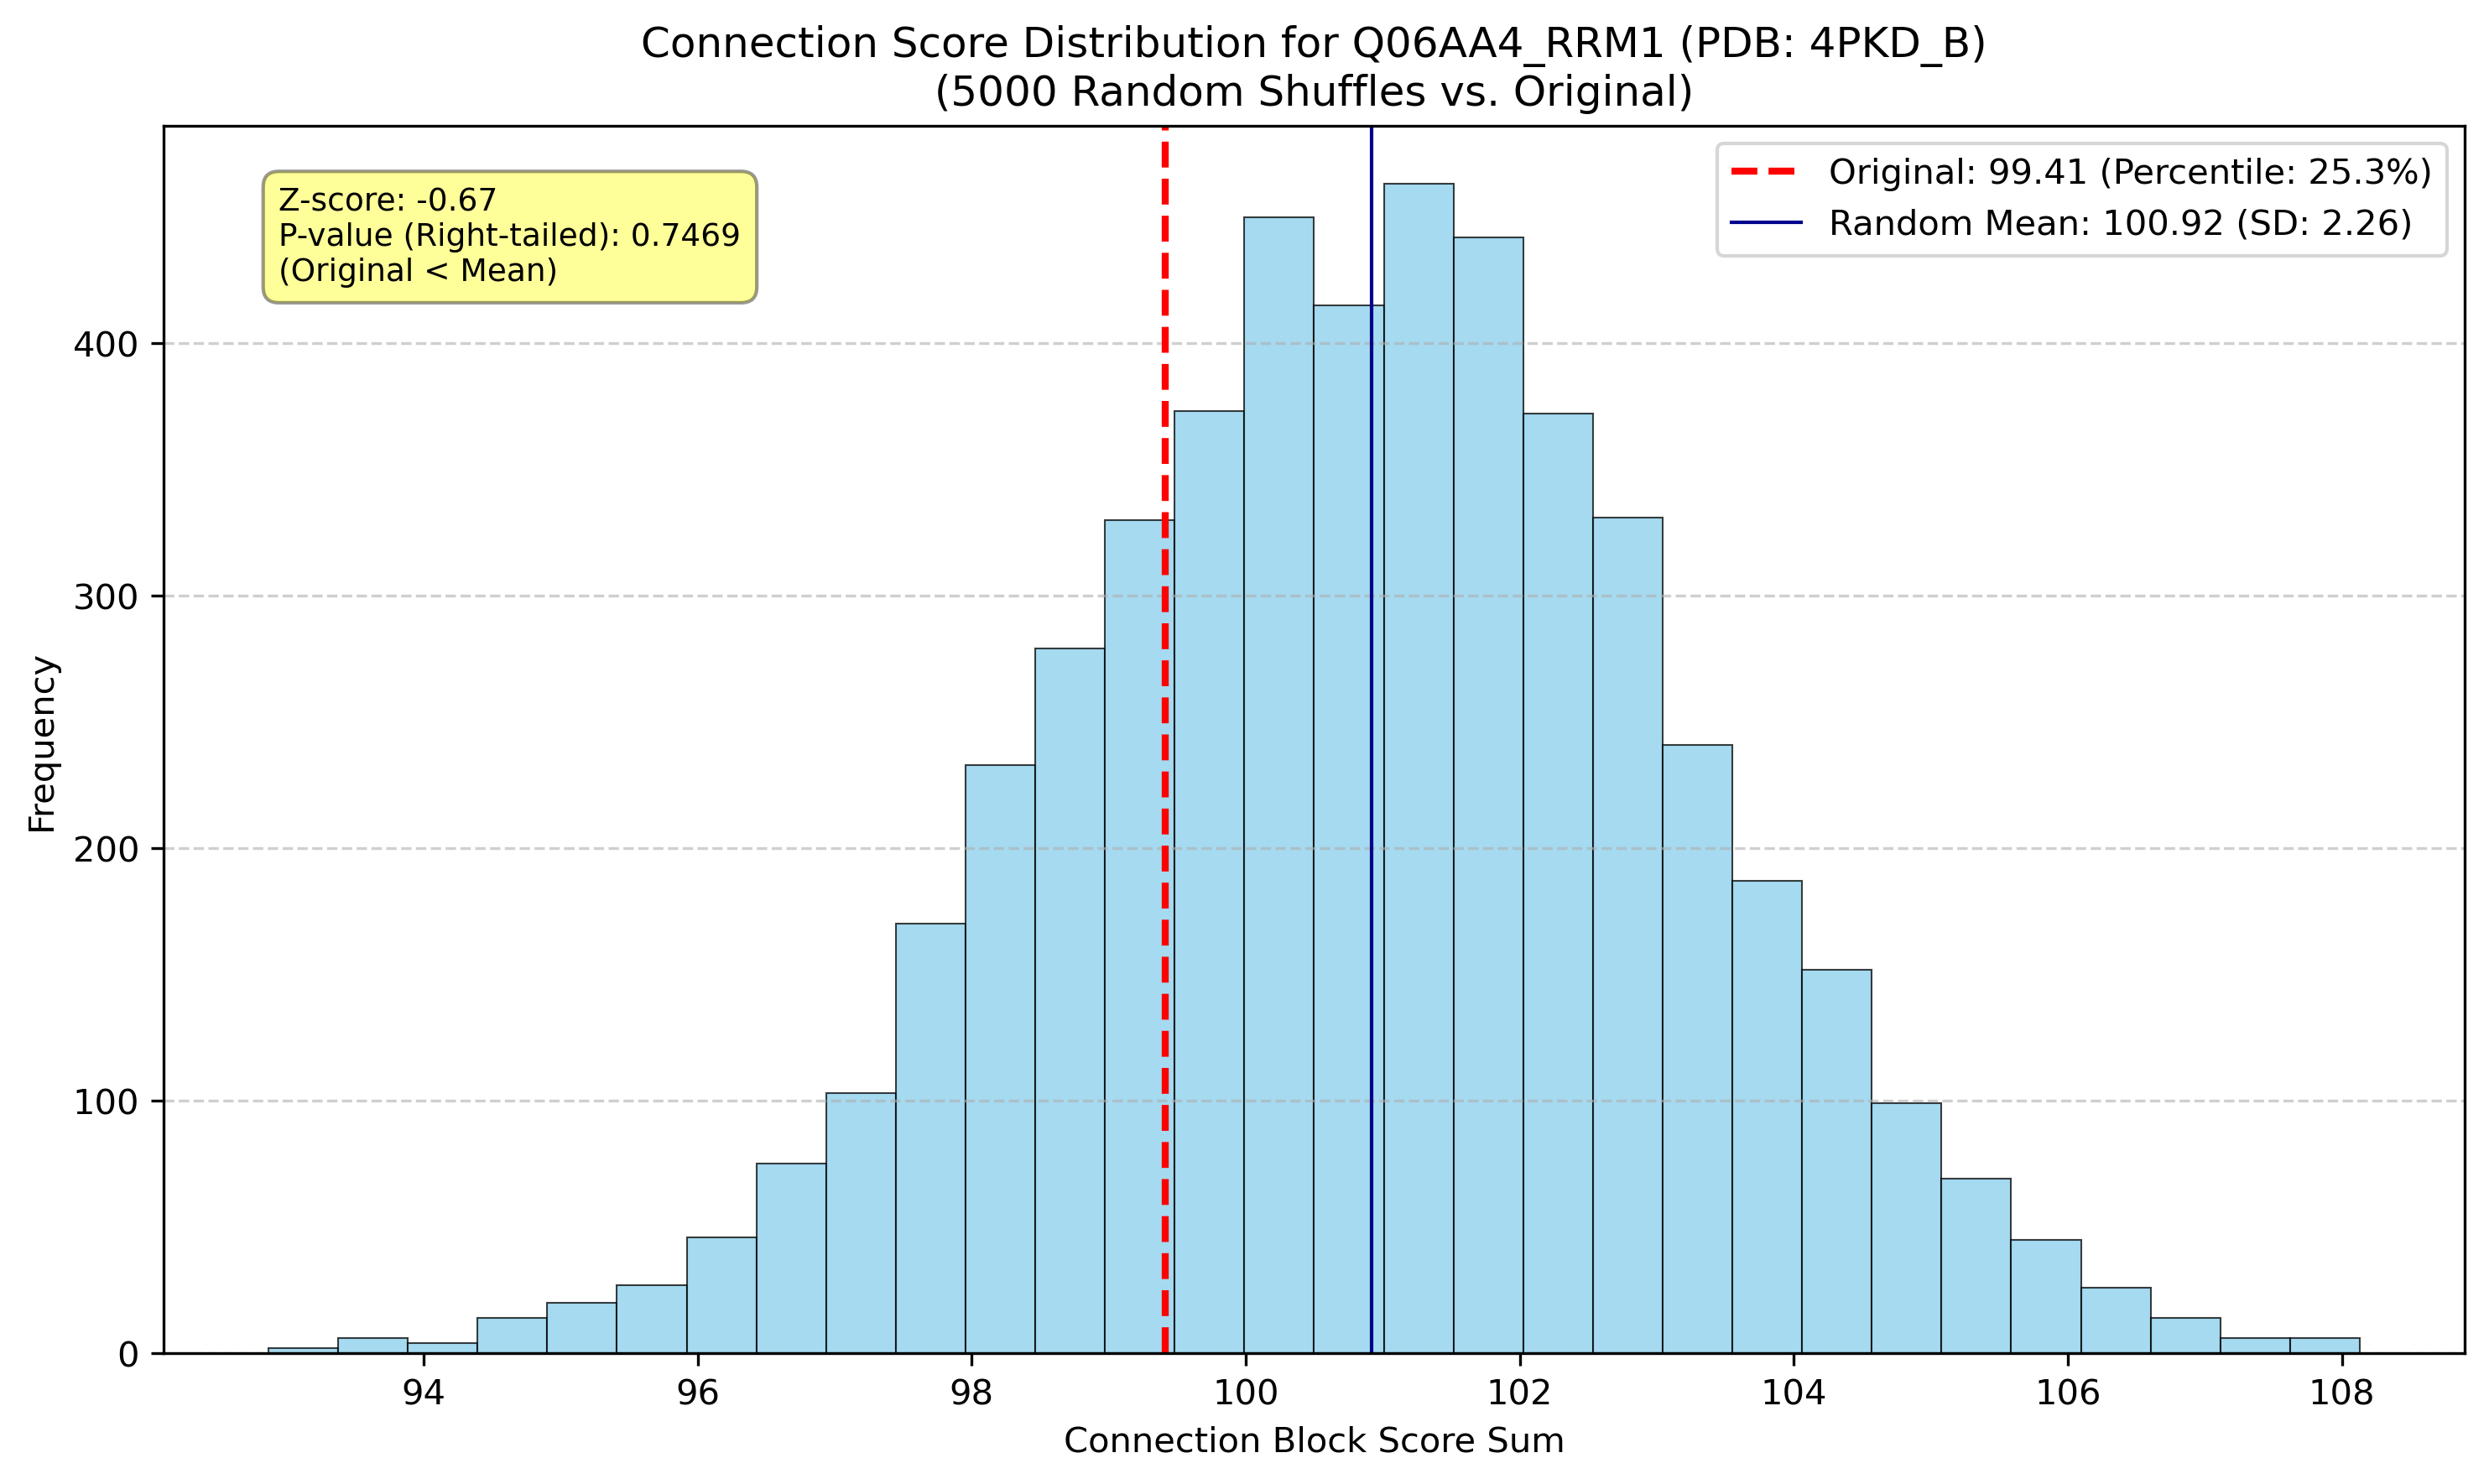 Connection Score Distribution for Q06AA4_RRM1 (PDB: 4PKD_B)
(5000 Random Shuffles vs. Original)
Z-score: -0.67
P-value (Right-tailed): 0.7469
(Original < Mean)
Original: 99.41 (Percentile: 25.3%)
Random Mean: 100.92 (SD: 2.26)
Frequency
400
300
200
100
0
94 96 98 100 102 104 106 108
Connection Block Score Sum